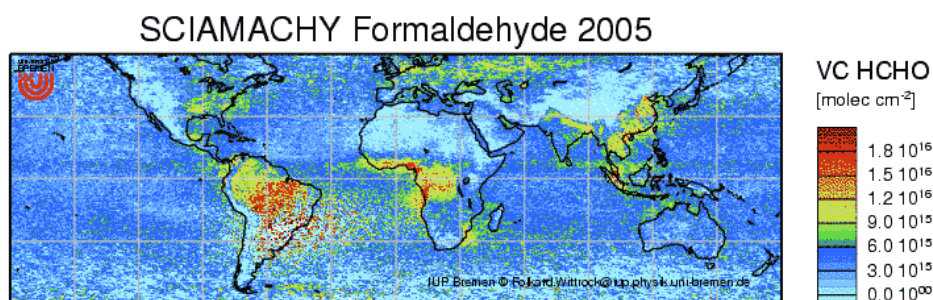 SCIAMACHY Formaldehyde 2005
BREMEN
VC HCHO
[molec cm⁻²]
1.8 10¹⁶
1.5 10¹⁶
1.2 10¹⁶
9.0 10¹⁵
6.0 10¹⁵
3.0 10¹⁵
0.0 10⁰⁰
IUP Bremen © Folkard.Wittrock@iup.physik.uni-bremen.de